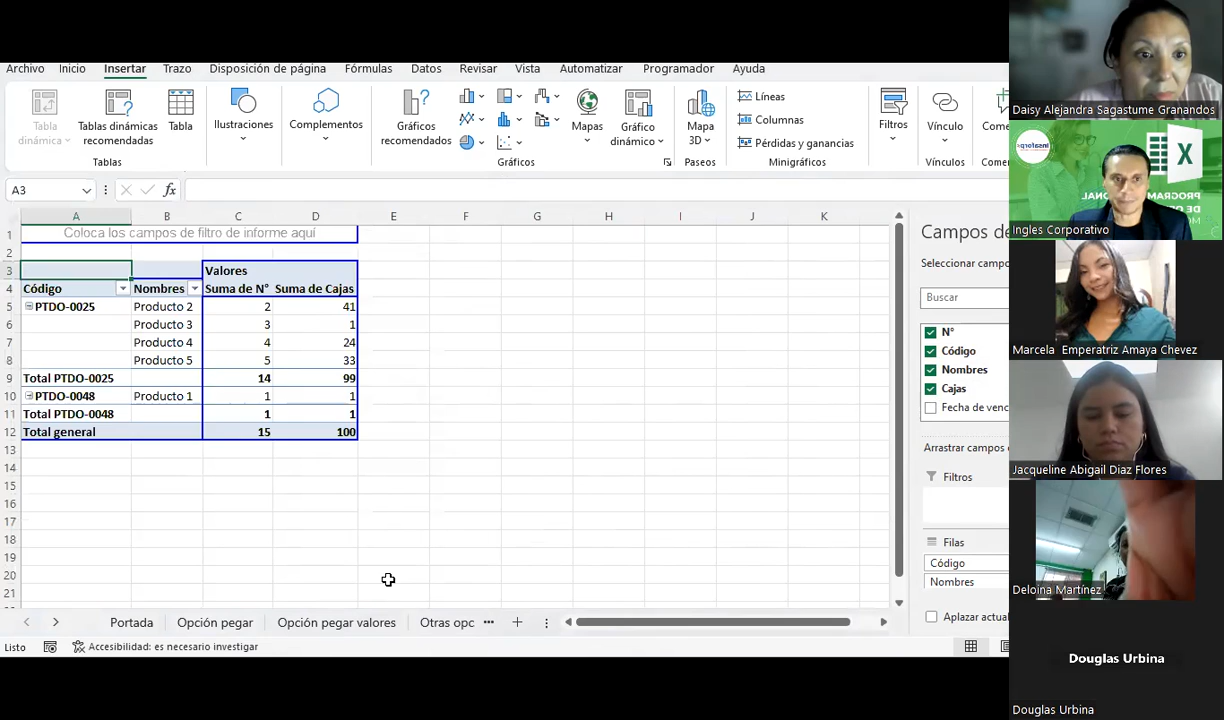 Archivo Inicio Insertar Trazo Disposición de página Fórmulas Datos Revisar Vista Automatizar Programador Ayuda
Tabla dinámica
Tablas dinámicas recomendadas
Tabla
Ilustraciones
Complementos
Gráficos recomendados
Mapas
Gráfico dinámico
Mapa 3D
Líneas
Columnas
Pérdidas y ganancias
Filtros
Vínculo
Come
Tablas Gráficos Paseos Minigráficos Vínculos Comer
A3 fx
A B C D E F G H I J K
1 Coloca los campos de filtro de informe aquí
2
3 Valores
4 Código Nombres Suma de N° Suma de Cajas
5 PTDO-0025 Producto 2 2 41
6 Producto 3 3 1
7 Producto 4 4 24
8 Producto 5 5 33
9 Total PTDO-0025 14 99
10 PTDO-0048 Producto 1 1 1
11 Total PTDO-0048 1 1
12 Total general 15 100
13
14
15
16
17
18
19
20
21
Campos de
Seleccionar campo
Buscar
N°
Código
Nombres
Cajas
Fecha de venc
Arrastrar campos
Filtros
Filas
Código
Nombres
Aplazar actua
Portada Opción pegar Opción pegar valores Otras opc
Listo Accesibilidad: es necesario investigar
Daisy Alejandra Sagastume Granandos
Ingles Corporativo
Marcela Emperatriz Amaya Chevez
Jacqueline Abigail Diaz Flores
Deloina Martínez
Douglas Urbina
Douglas Urbina